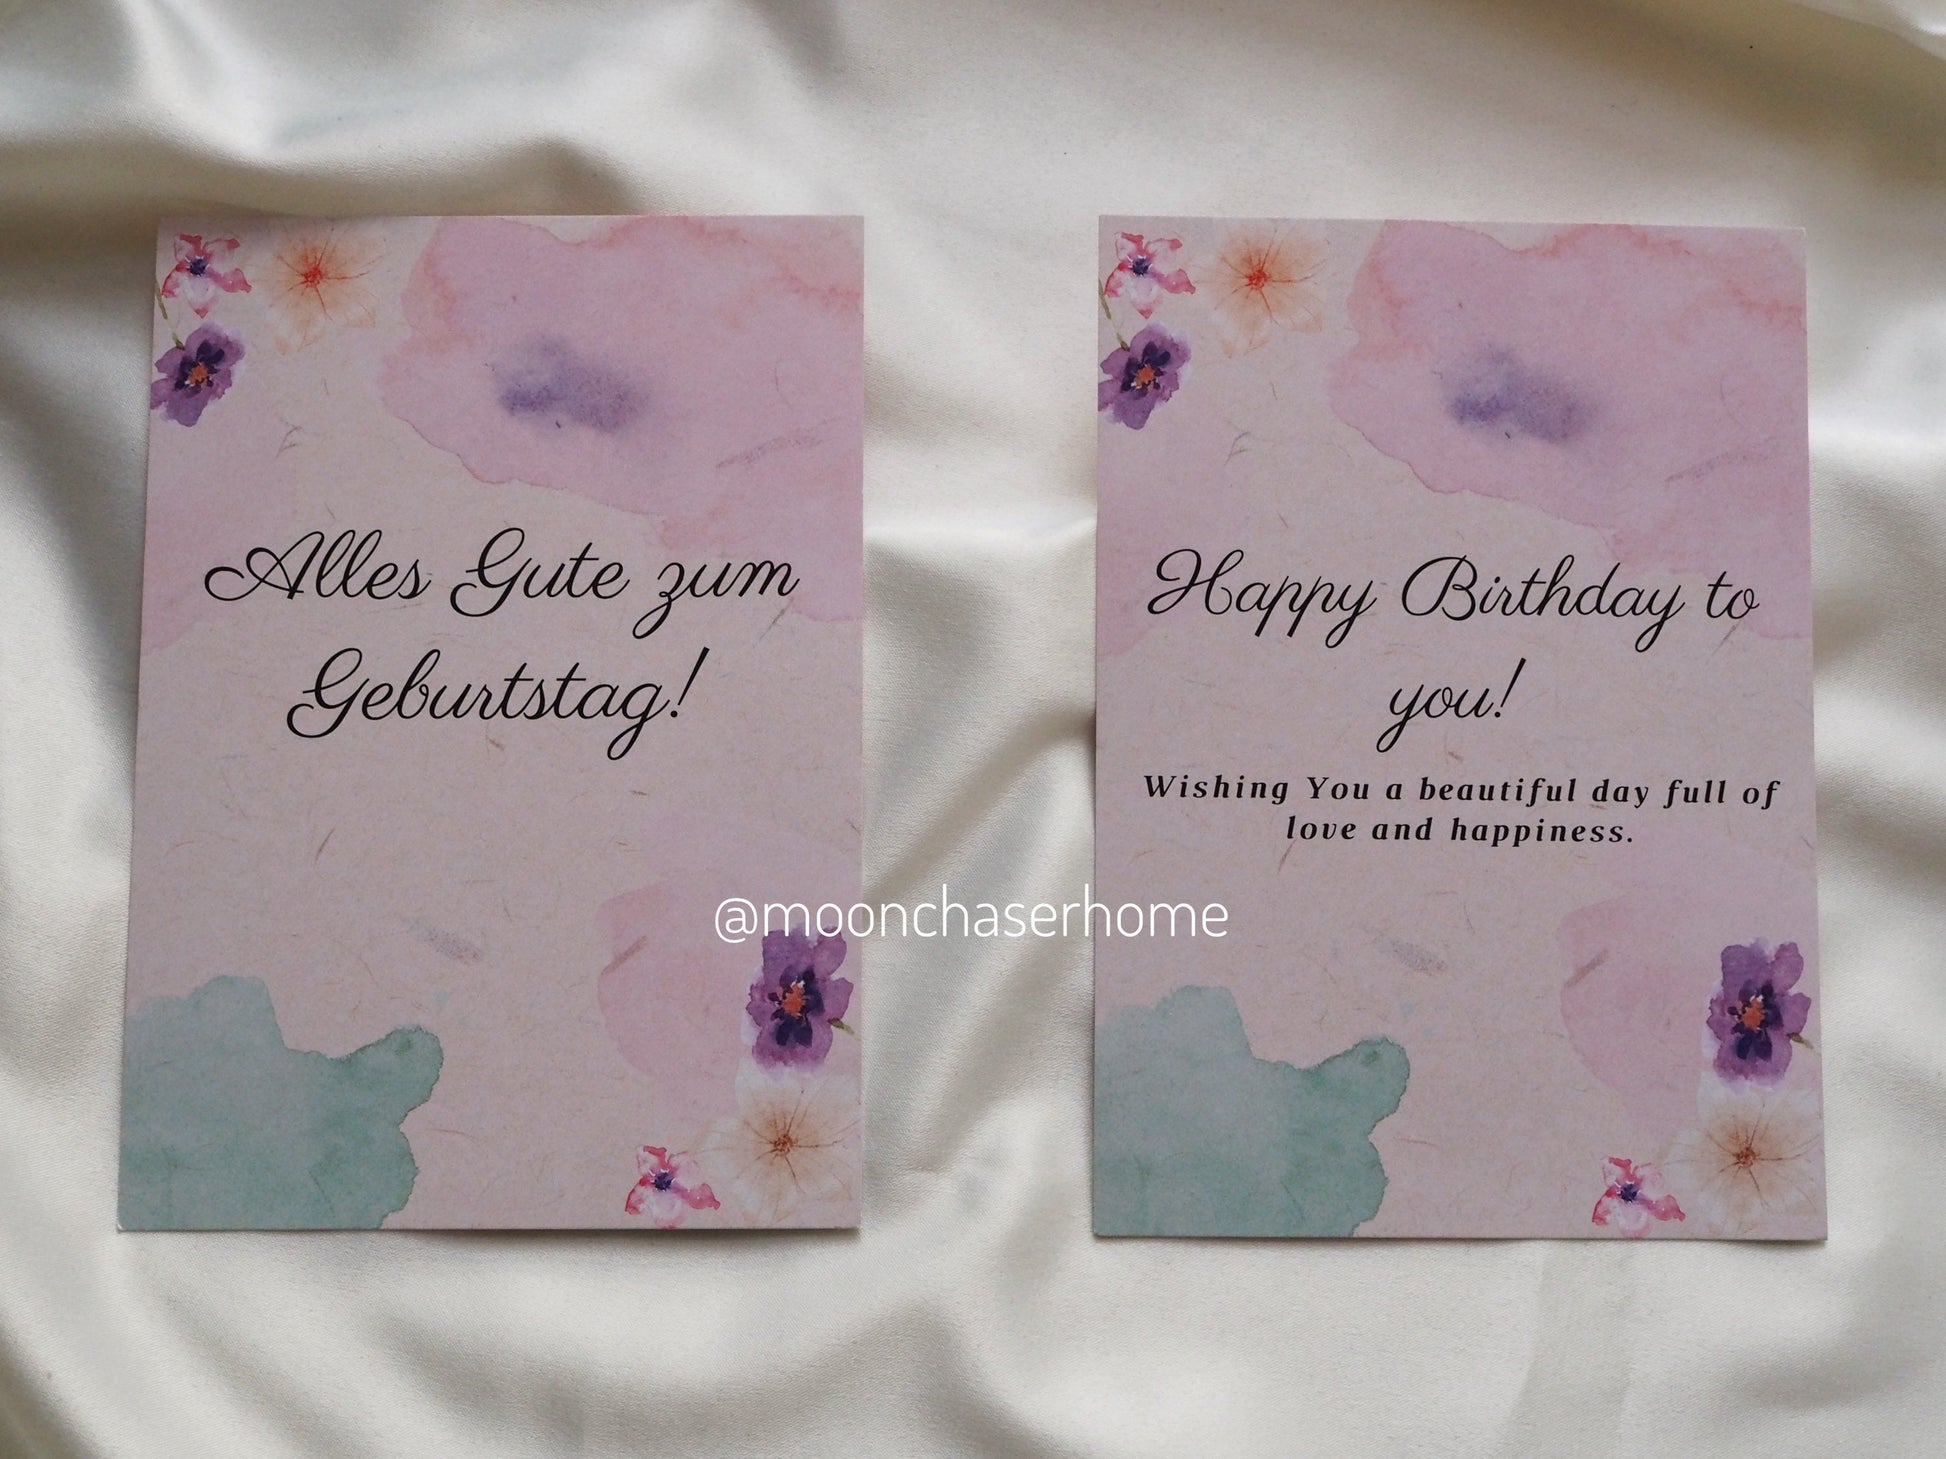 Alles Gute zum
Geburtstag!
Happy Birthday to
you!
Wishing You a beautiful day full of
love and happiness.
@moonchaserhome